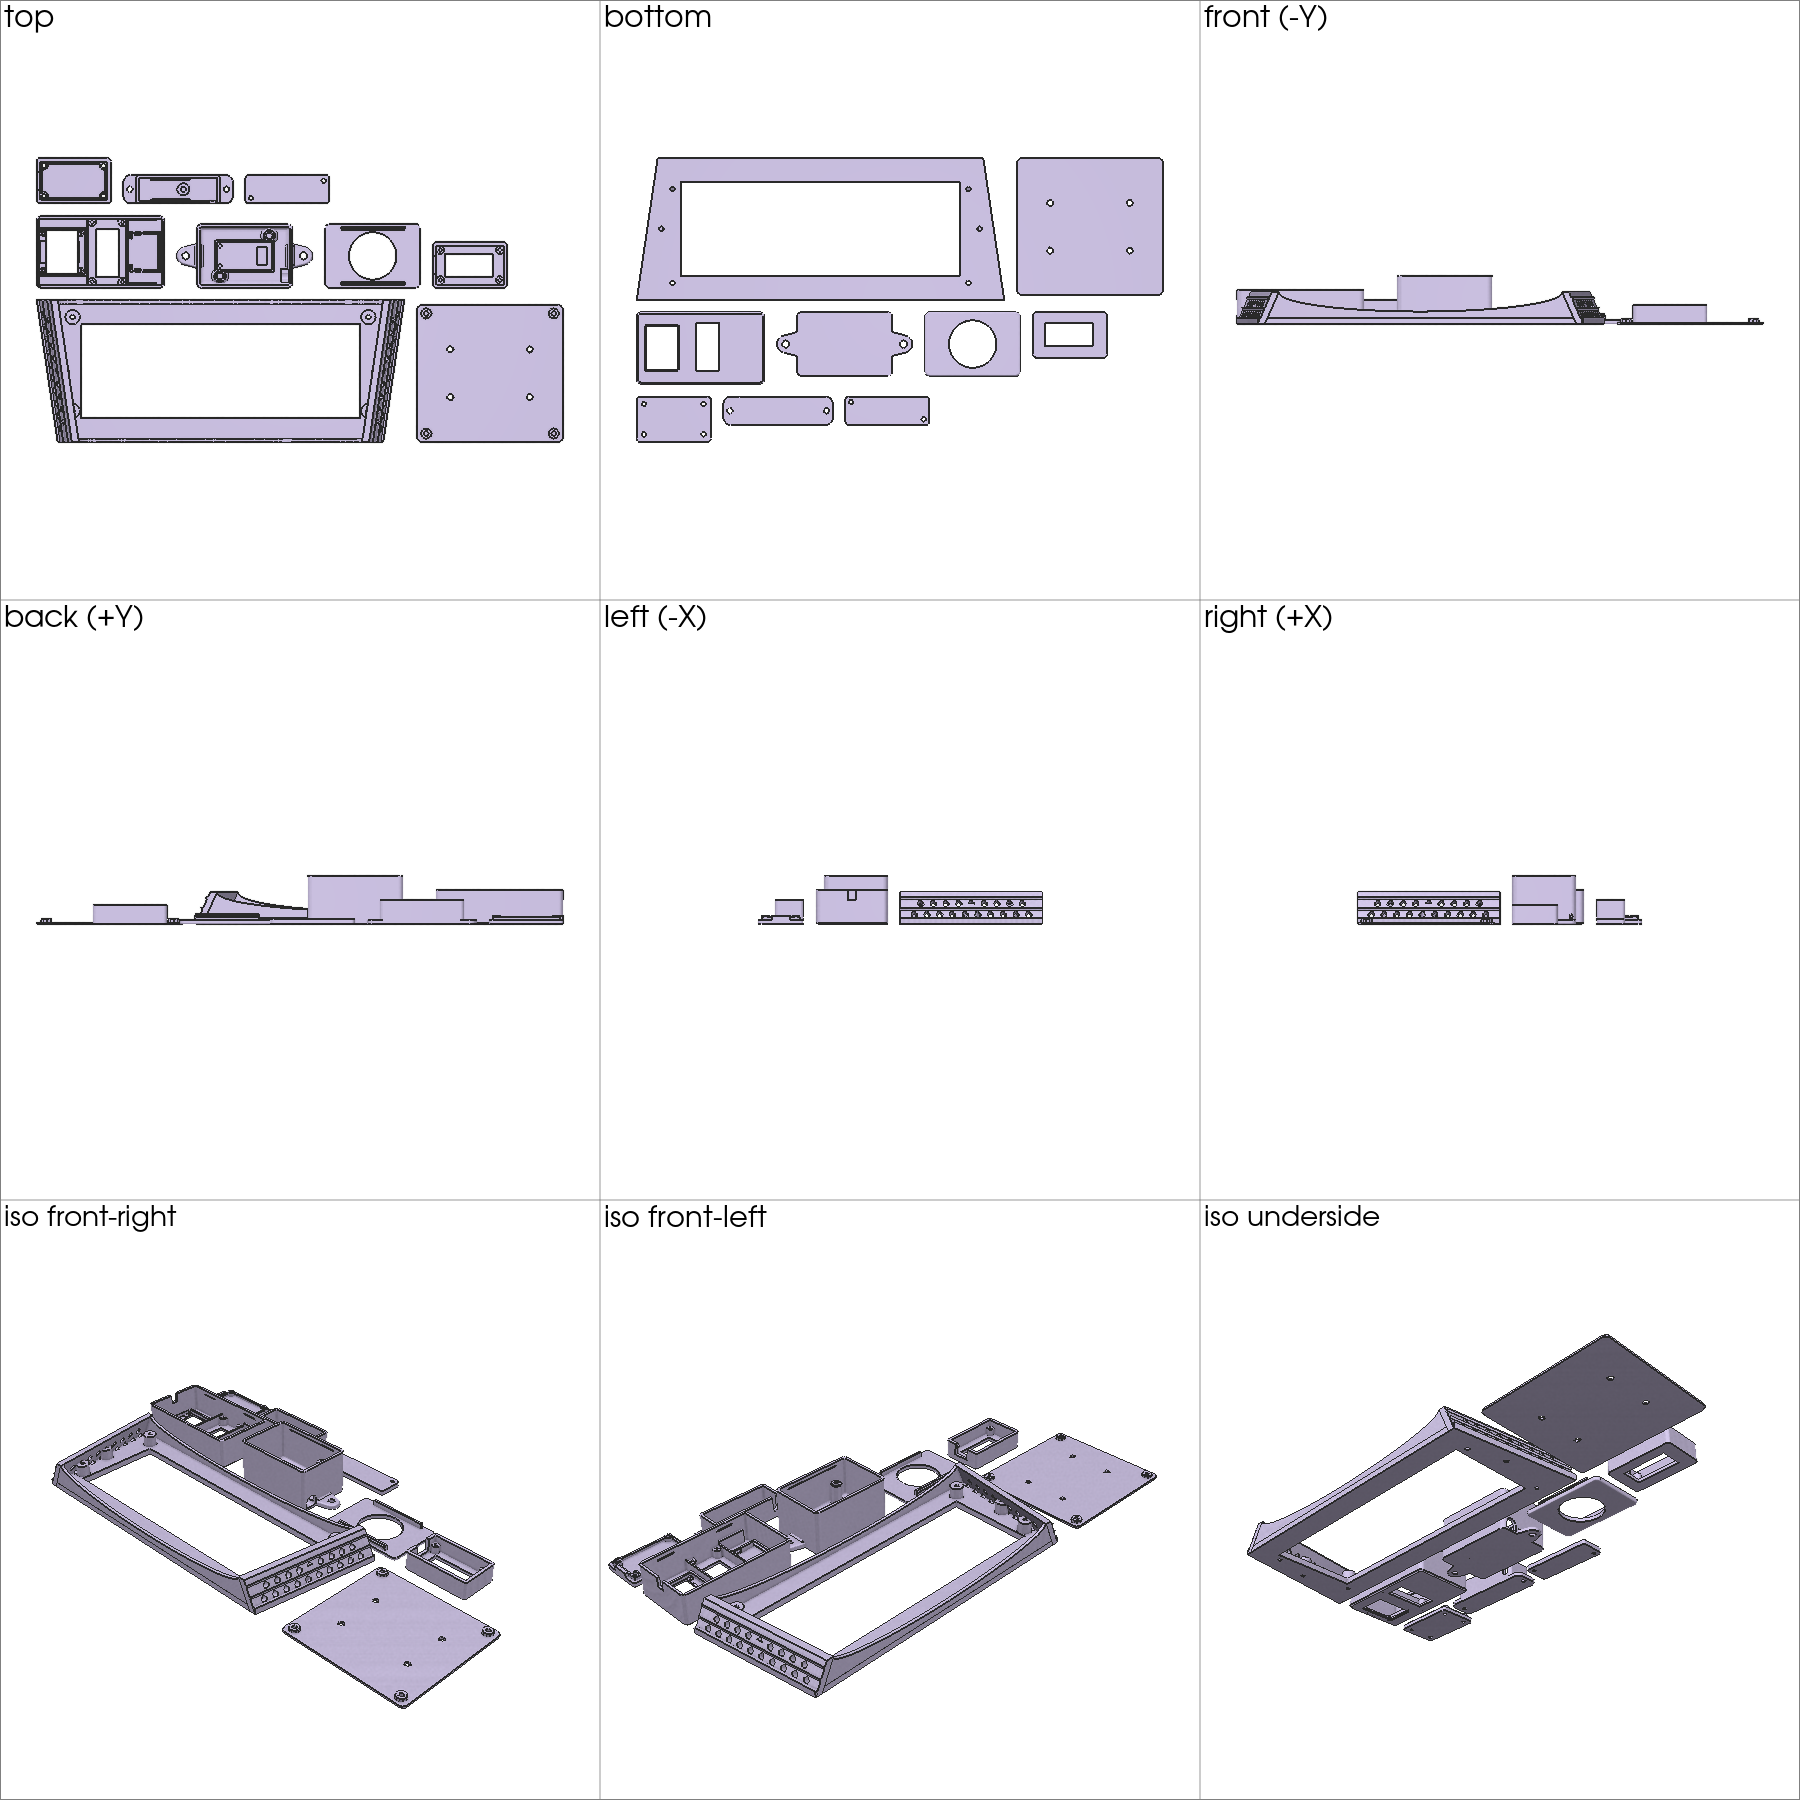 top
bottom
front (-Y)
back (+Y)
left (-X)
right (+X)
iso front-right
iso front-left
iso underside